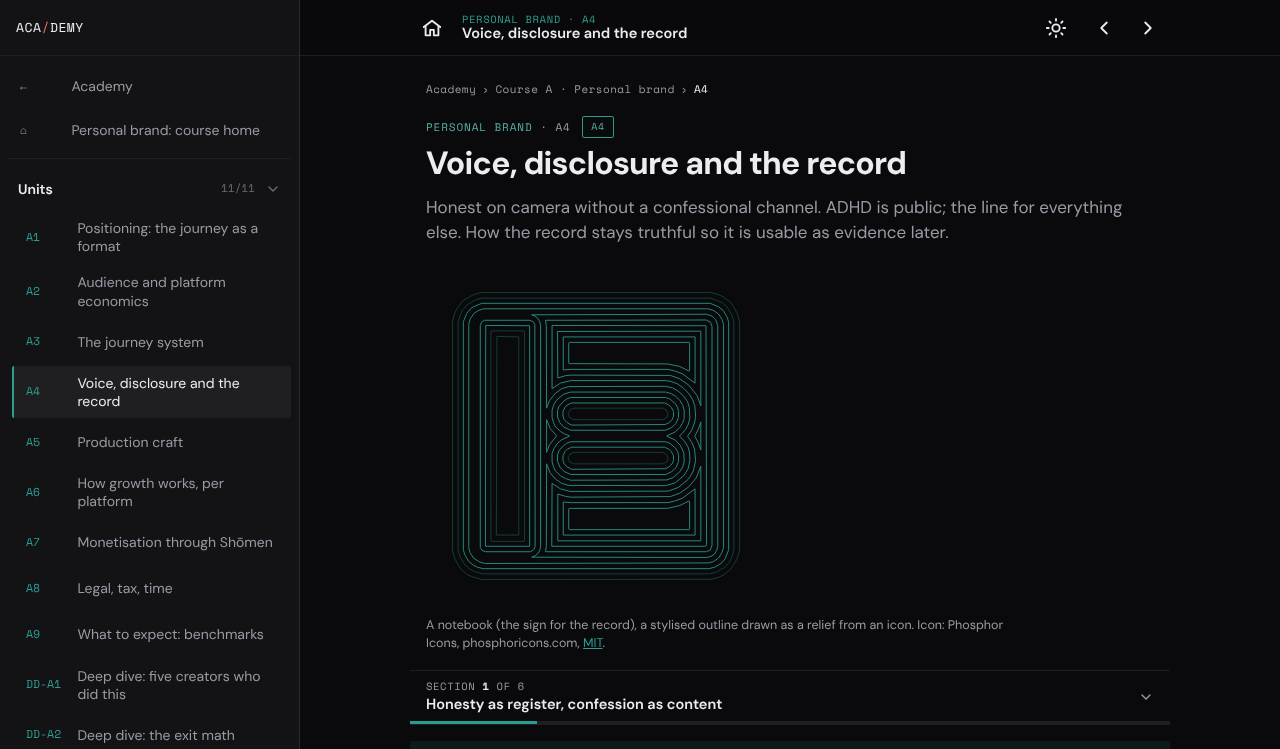 ACA/DEMY
← Academy
⌂ Personal brand: course home
Units 11/11
A1 Positioning: the journey as a
format
A2 Audience and platform
economics
A3 The journey system
A4 Voice, disclosure and the
record
A5 Production craft
A6 How growth works, per
platform
A7 Monetisation through Shōmen
A8 Legal, tax, time
A9 What to expect: benchmarks
DD-A1 Deep dive: five creators who
did this
DD-A2 Deep dive: the exit math
PERSONAL BRAND · A4
Voice, disclosure and the record
Academy › Course A · Personal brand › A4
PERSONAL BRAND · A4 A4
Voice, disclosure and the record
Honest on camera without a confessional channel. ADHD is public; the line for everything
else. How the record stays truthful so it is usable as evidence later.
A notebook (the sign for the record), a stylised outline drawn as a relief from an icon. Icon: Phosphor
Icons, phosphoricons.com, MIT.
SECTION 1 OF 6
Honesty as register, confession as content